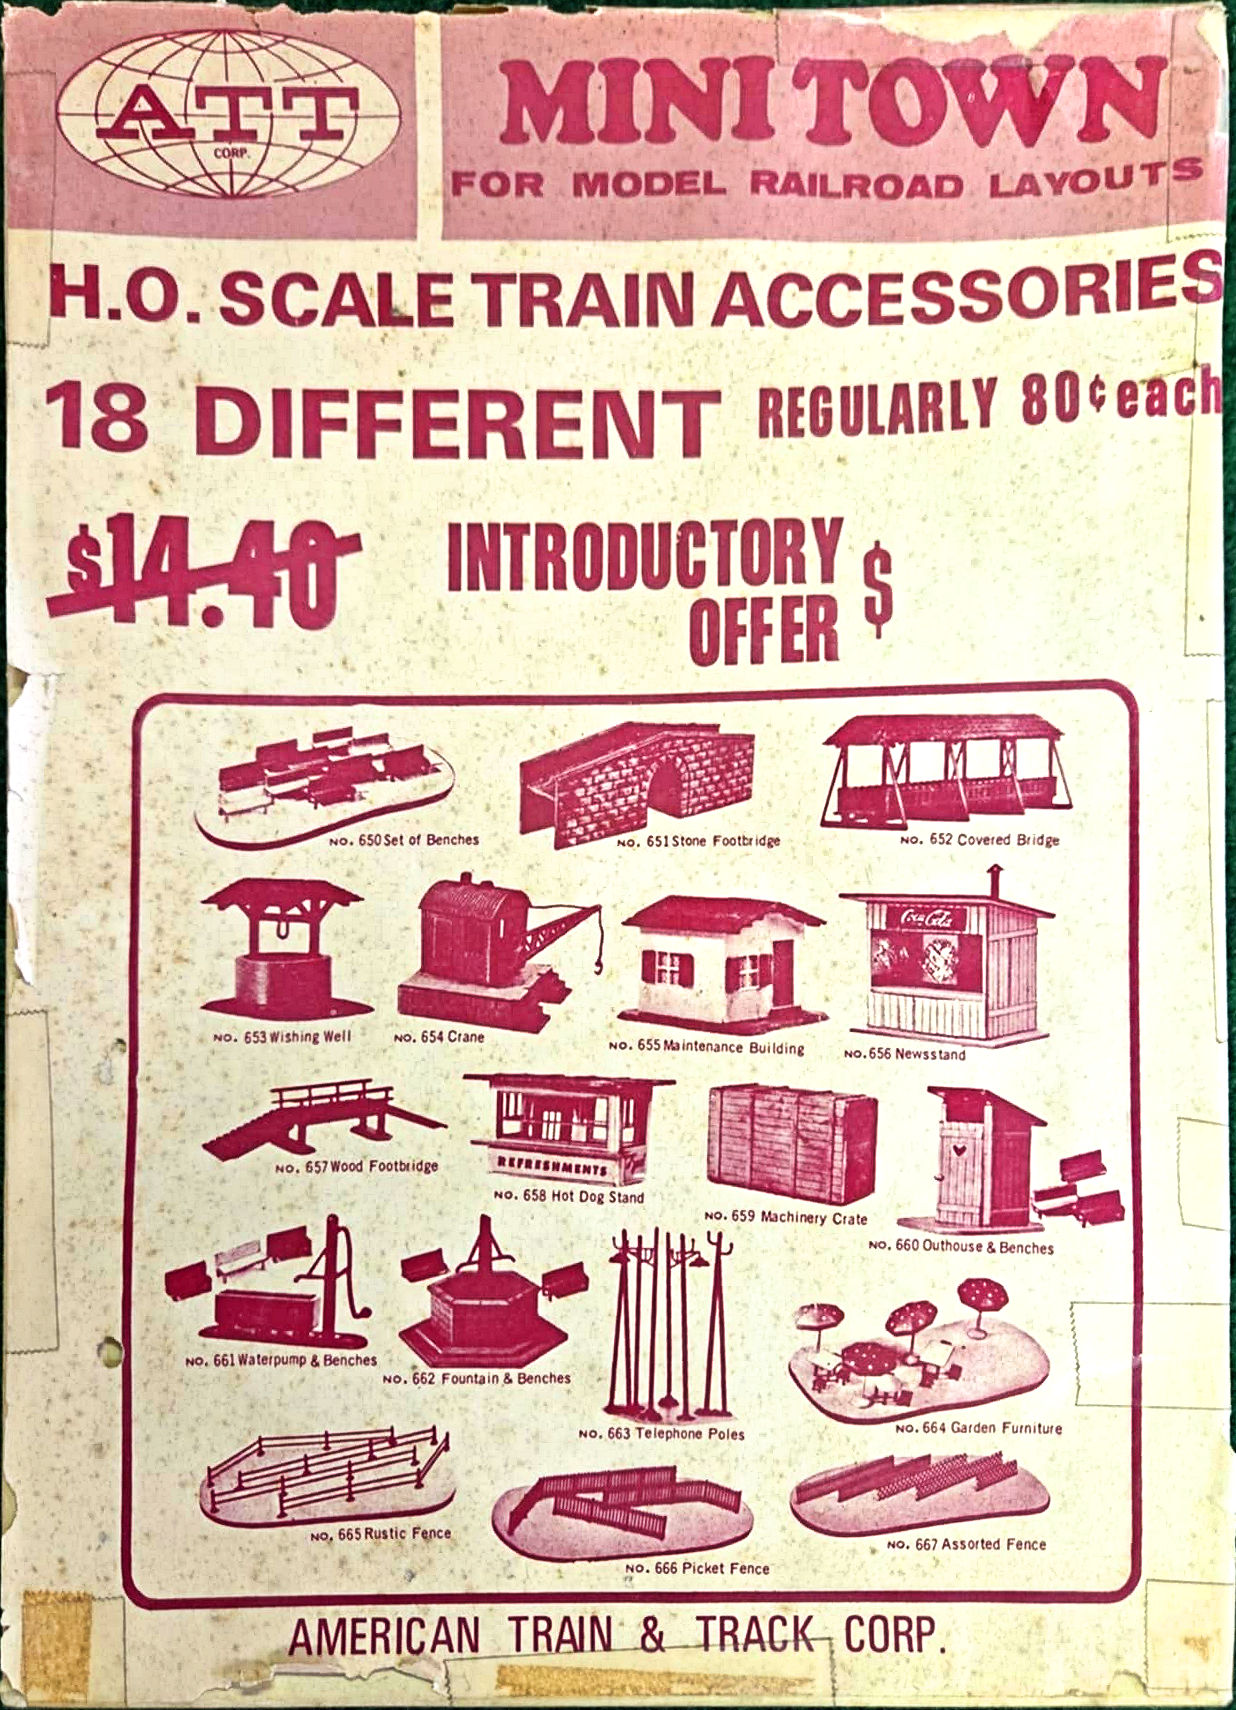 ATT
CORP.
MINI TOWN
FOR MODEL RAILROAD LAYOUTS
H.O. SCALE TRAIN ACCESSORIES
18 DIFFERENT REGULARLY 80¢ each
$14.40 INTRODUCTORY OFFER $
NO. 650 Set of Benches
NO. 651 Stone Footbridge
NO. 652 Covered Bridge
Coca-Cola
NO. 653 Wishing Well
NO. 654 Crane
NO. 655 Maintenance Building
NO. 656 Newsstand
NO. 657 Wood Footbridge
REFRESHMENTS
NO. 658 Hot Dog Stand
NO. 659 Machinery Crate
NO. 660 Outhouse & Benches
NO. 661 Waterpump & Benches
NO. 662 Fountain & Benches
NO. 663 Telephone Poles
NO. 664 Garden Furniture
NO. 665 Rustic Fence
NO. 666 Picket Fence
NO. 667 Assorted Fence
AMERICAN TRAIN & TRACK CORP.